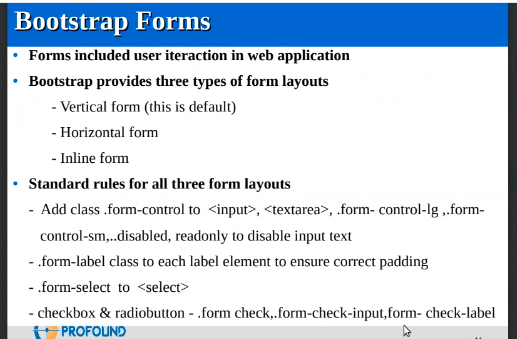 Bootstrap Forms
• Forms included user iteraction in web application
• Bootstrap provides three types of form layouts
- Vertical form (this is default)
- Horizontal form
- Inline form
• Standard rules for all three form layouts
- Add class .form-control to <input>, <textarea>, .form- control-lg ,.form-
control-sm,..disabled, readonly to disable input text
- .form-label class to each label element to ensure correct padding
- .form-select to <select>
- checkbox & radiobutton - .form check,.form-check-input,form- check-label
PROFOUND